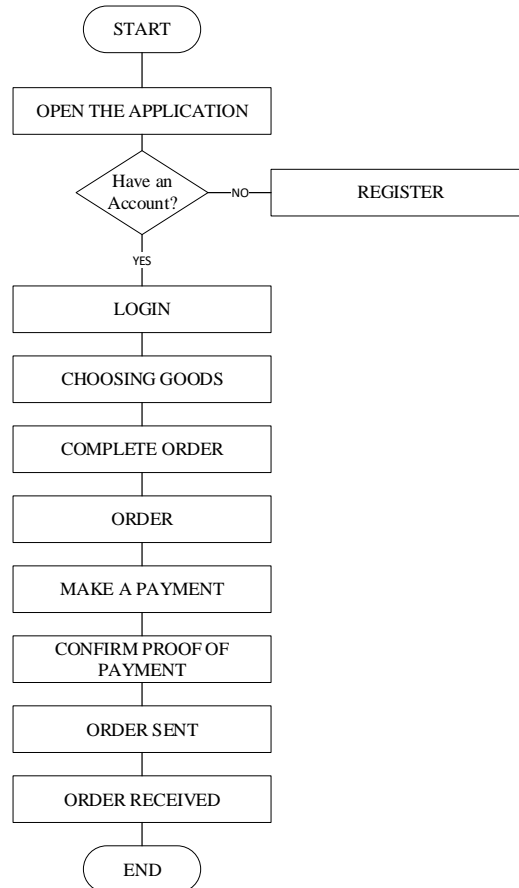 START
OPEN THE APPLICATION
Have an
Account?
NO
REGISTER
YES
LOGIN
CHOOSING GOODS
COMPLETE ORDER
ORDER
MAKE A PAYMENT
CONFIRM PROOF OF
PAYMENT
ORDER SENT
ORDER RECEIVED
END